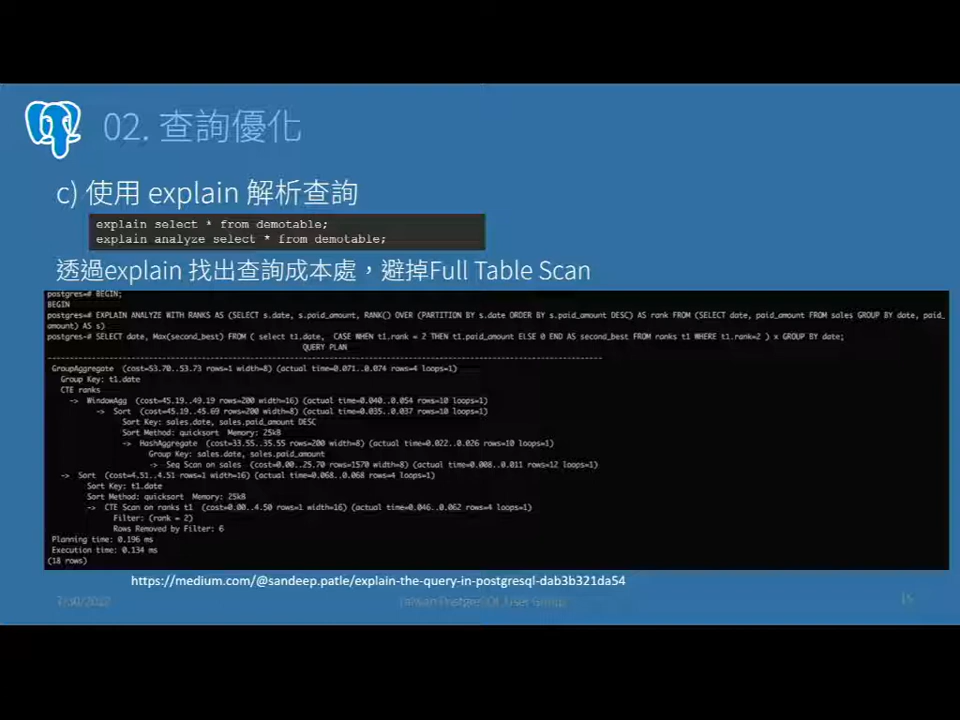 02. 查詢優化
c) 使用 explain 解析查詢
explain select * from demotable;
explain analyze select * from demotable;
透過explain 找出查詢成本處，避掉Full Table Scan
postgres=# BEGIN;
BEGIN
postgres=# EXPLAIN ANALYZE WITH RANKS AS (SELECT s.date, s.paid_amount, RANK() OVER (PARTITION BY s.date ORDER BY s.paid_amount DESC) AS rank FROM (SELECT date, paid_amount FROM sales GROUP BY date, paid_
amount) AS s)
postgres-# SELECT date, Max(second_best) FROM ( select t1.date,  CASE WHEN t1.rank = 2 THEN t1.paid_amount ELSE 0 END AS second_best FROM ranks t1 WHERE t1.rank=2 ) x GROUP BY date;
QUERY PLAN
GroupAggregate (cost=53.70..53.73 rows=1 width=8) (actual time=0.071..0.074 rows=4 loops=1)
Group Key: t1.date
CTE ranks
-> WindowAgg (cost=45.19..49.19 rows=200 width=16) (actual time=0.040..0.054 rows=10 loops=1)
-> Sort (cost=45.19..45.69 rows=200 width=8) (actual time=0.035..0.037 rows=10 loops=1)
Sort Key: sales.date, sales.paid_amount DESC
Sort Method: quicksort  Memory: 25kB
-> HashAggregate (cost=33.55..35.55 rows=200 width=8) (actual time=0.022..0.026 rows=10 loops=1)
Group Key: sales.date, sales.paid_amount
-> Seq Scan on sales (cost=0.00..25.70 rows=1570 width=8) (actual time=0.008..0.011 rows=12 loops=1)
-> Sort (cost=4.51..4.51 rows=1 width=16) (actual time=0.068..0.068 rows=4 loops=1)
Sort Key: t1.date
Sort Method: quicksort  Memory: 25kB
-> CTE Scan on ranks t1 (cost=0.00..4.50 rows=1 width=16) (actual time=0.046..0.062 rows=4 loops=1)
Filter: (rank = 2)
Rows Removed by Filter: 6
Planning time: 0.196 ms
Execution time: 0.134 ms
(18 rows)
https://medium.com/@sandeep.patle/explain-the-query-in-postgresql-dab3b321da54
7/30/2022
Taiwan PostgreSQL User Group